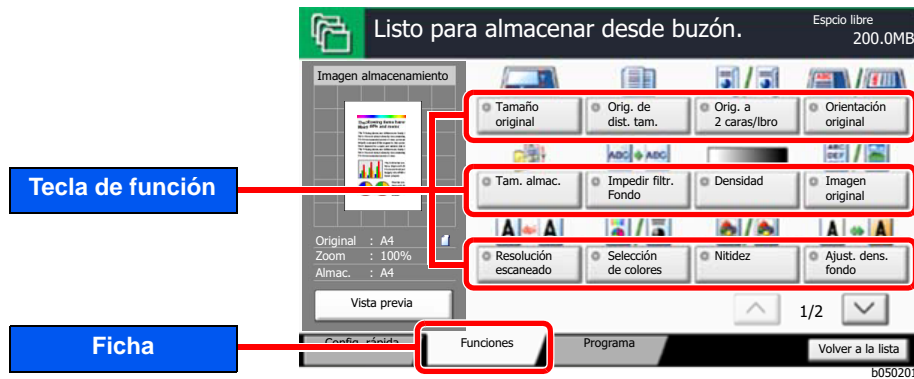 Listo para almacenar desde buzón.
Espcio libre
200.0MB
Imagen almacenamiento
Tamaño
original
Orig. de
dist. tam.
Orig. a
2 caras/lbro
Orientación
original
Tecla de función
Tam. almac.
Impedir filtr.
Fondo
Densidad
Imagen
original
Original : A4
Zoom : 100%
Almac. : A4
Resolución
escaneado
Selección
de colores
Nitidez
Ajust. dens.
fondo
Vista previa
1/2
Ficha
Config. rápida
Funciones
Programa
Volver a la lista
b050201